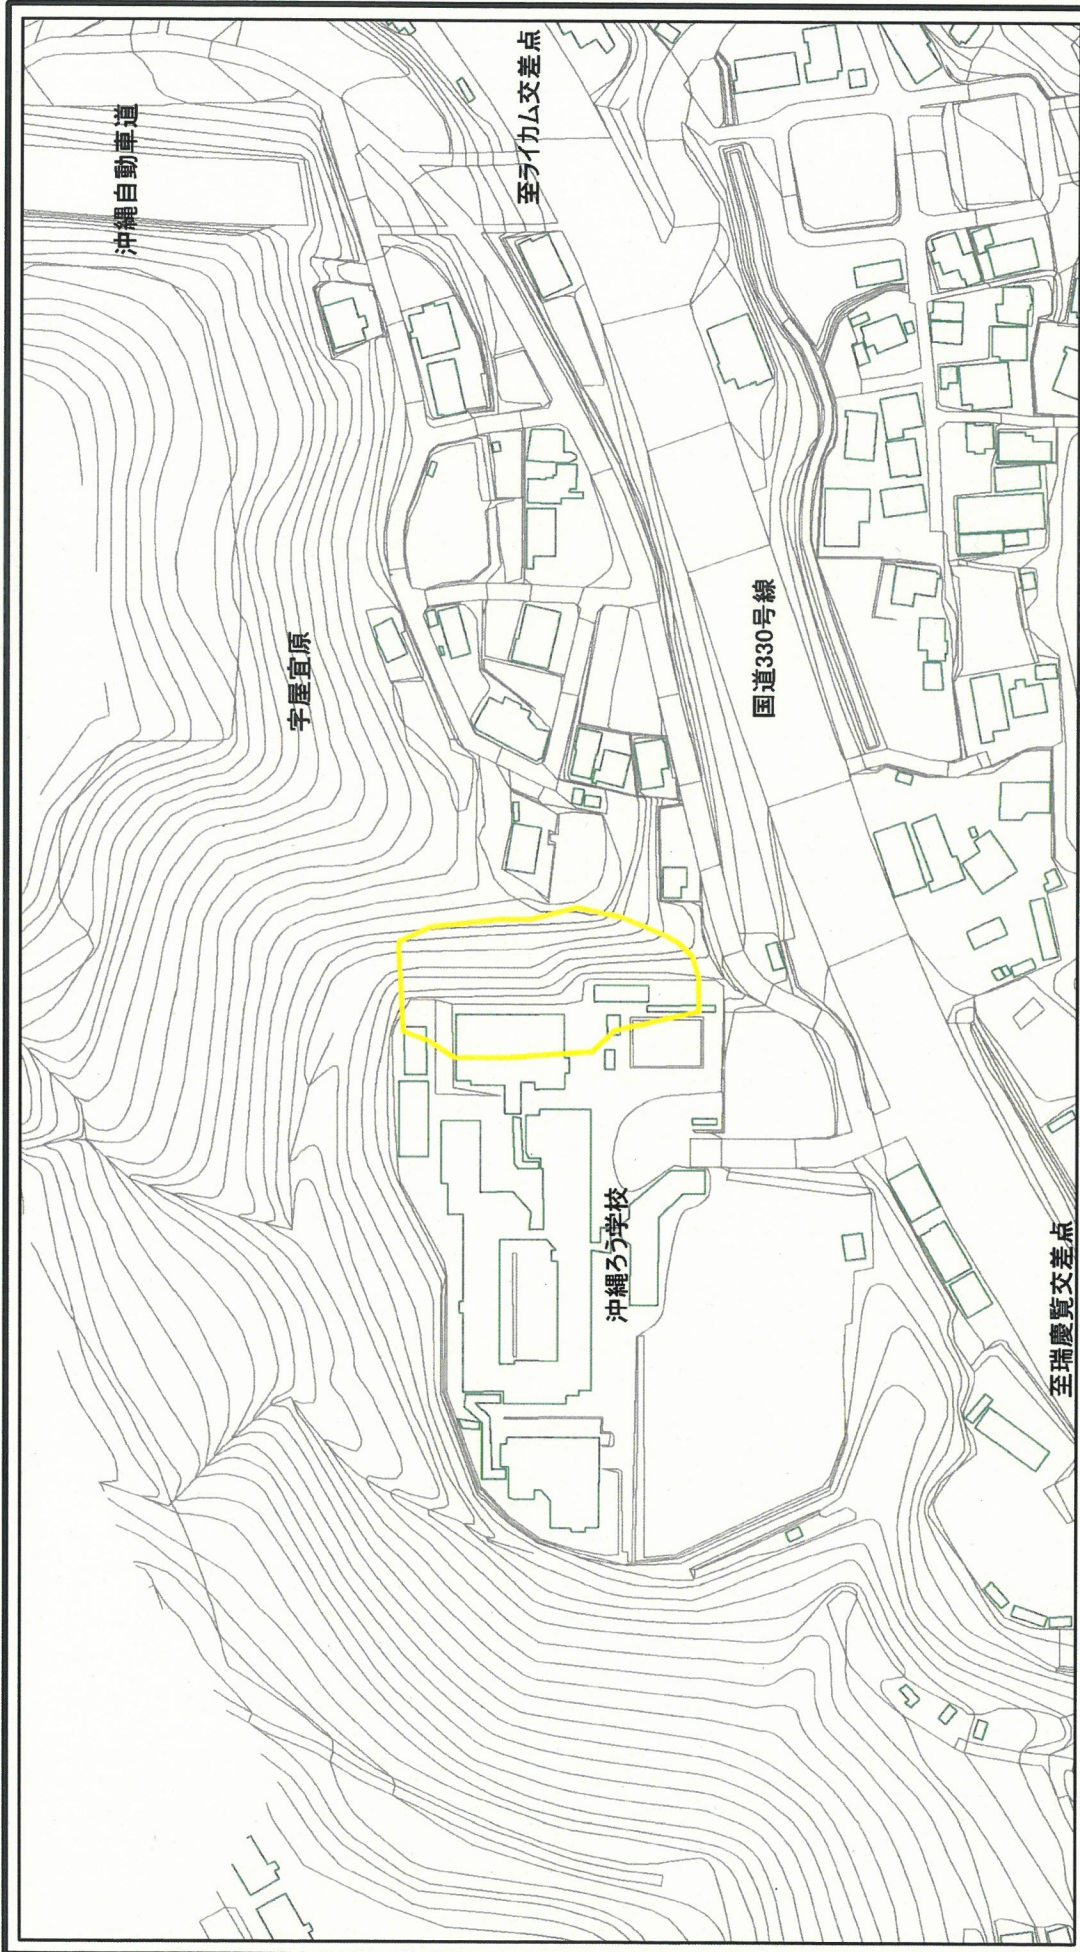 沖縄自動車道
至ライカム交差点
字屋宜原
国道330号線
沖縄ろう学校
至瑞慶覧交差点